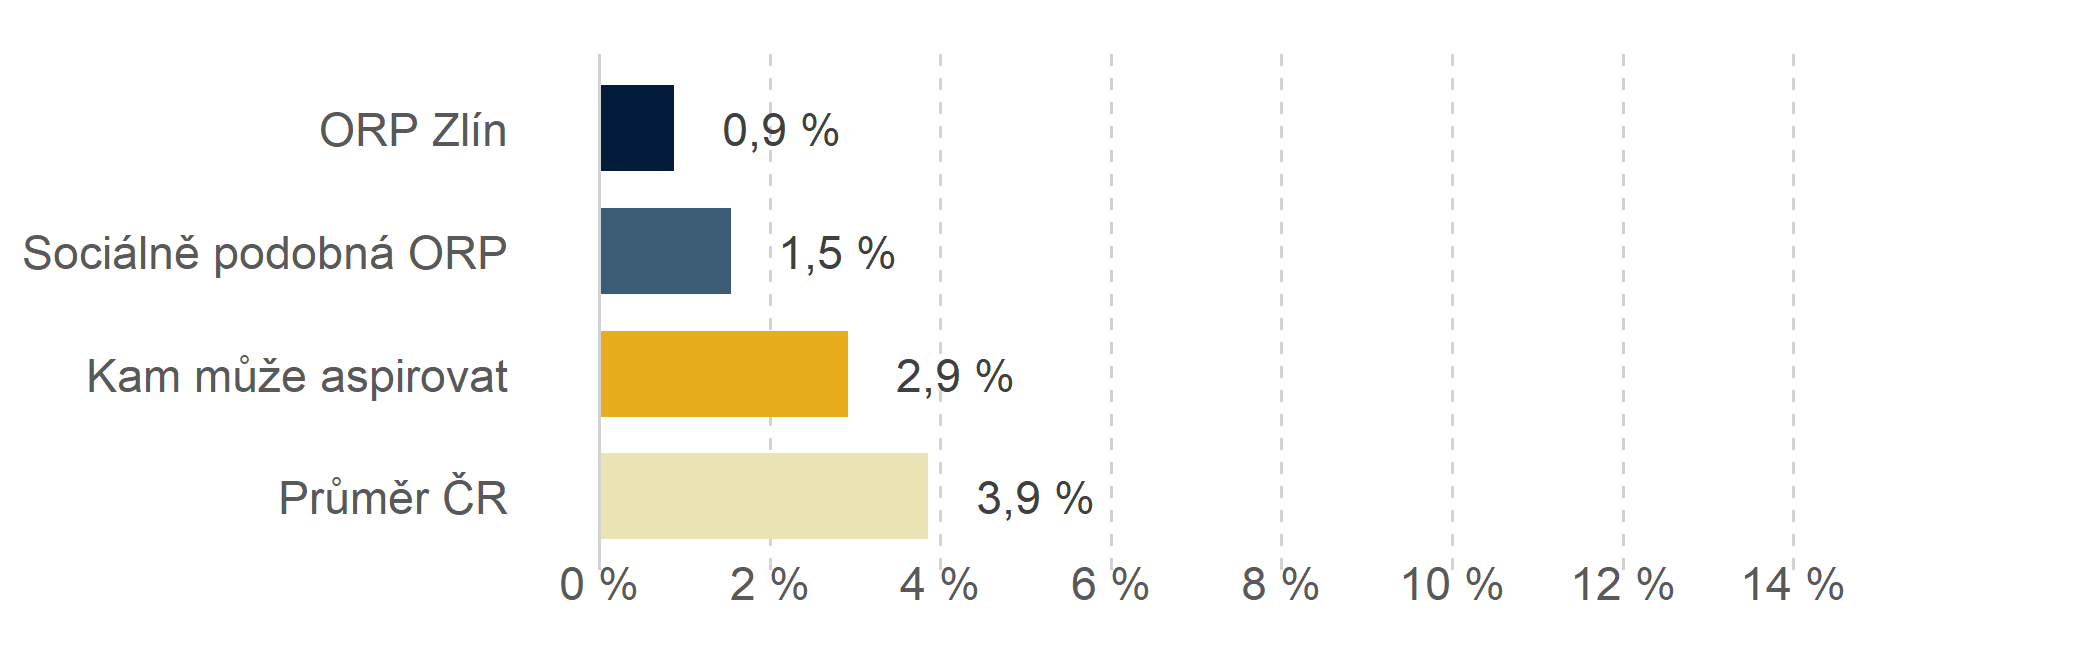 ORP Zlín
0,9 %
Sociálně podobná ORP
1,5 %
Kam může aspirovat
2,9 %
Průměr ČR
3,9 %
0 % 2 % 4 % 6 % 8 % 10 % 12 % 14 %